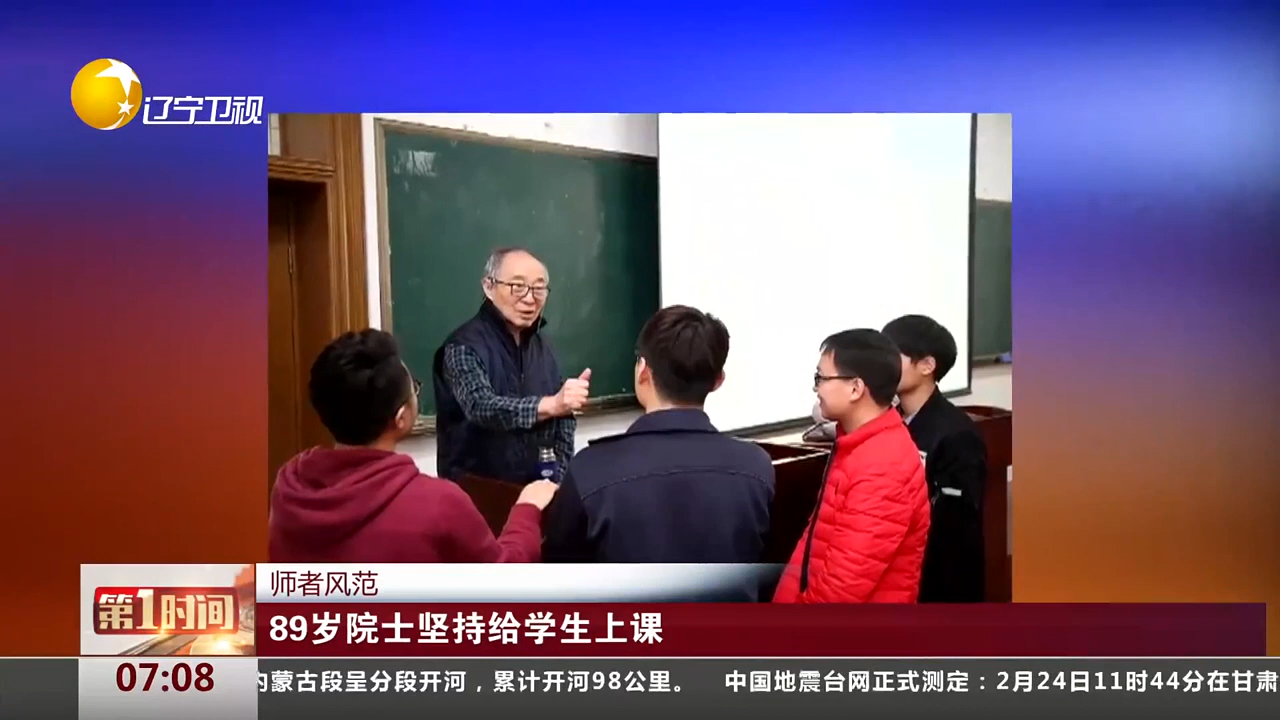 辽宁卫视
师者风范
第1时间
89岁院士坚持给学生上课
07:08
内蒙古段呈分段开河，累计开河98公里。 中国地震台网正式测定：2月24日11时44分在甘肃